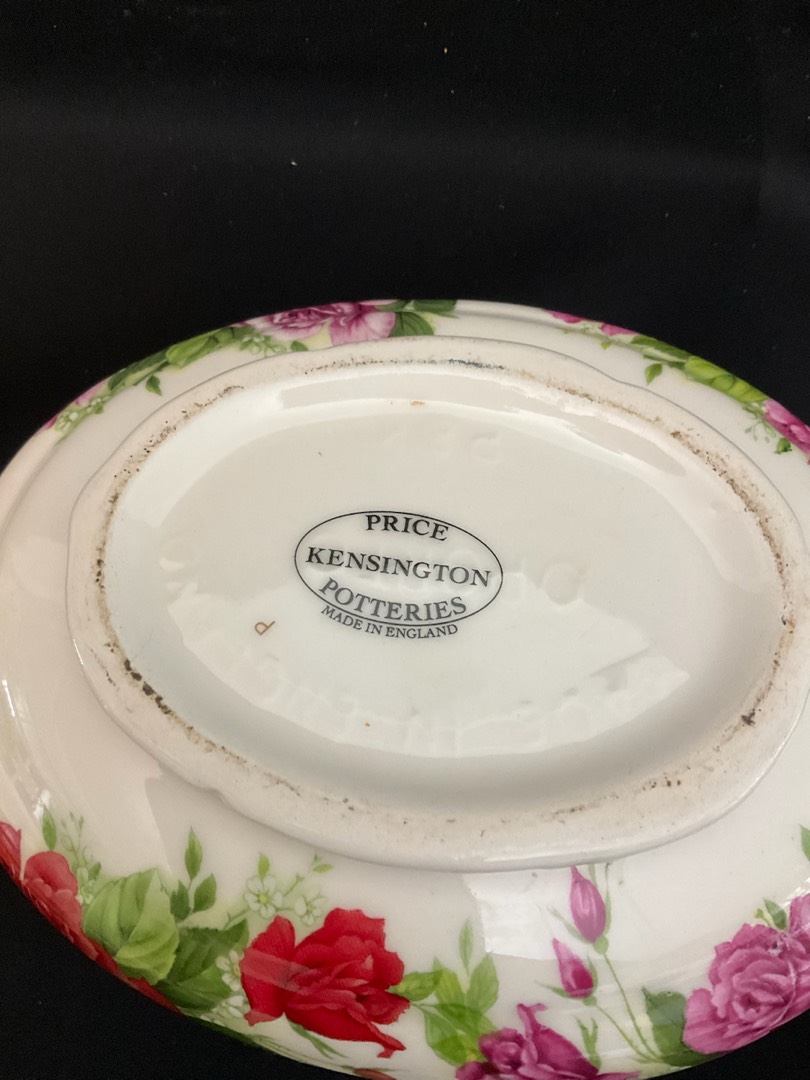 PRICE
KENSINGTON
POTTERIES
MADE IN ENGLAND
P